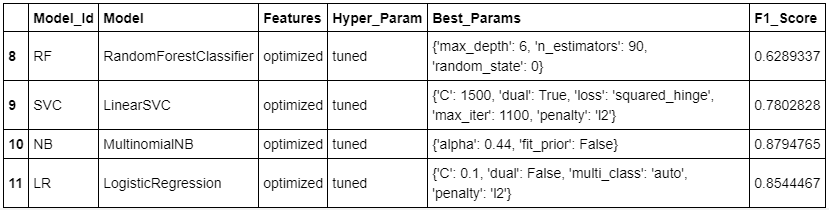 Model_Id Model Features Hyper_Param Best_Params F1_Score
8 RF RandomForestClassifier optimized tuned {'max_depth': 6, 'n_estimators': 90, 'random_state': 0} 0.6289337
9 SVC LinearSVC optimized tuned {'C': 1500, 'dual': True, 'loss': 'squared_hinge', 'max_iter': 1100, 'penalty': 'l2'} 0.7802828
10 NB MultinomialNB optimized tuned {'alpha': 0.44, 'fit_prior': False} 0.8794765
11 LR LogisticRegression optimized tuned {'C': 0.1, 'dual': False, 'multi_class': 'auto', 'penalty': 'l2'} 0.8544467